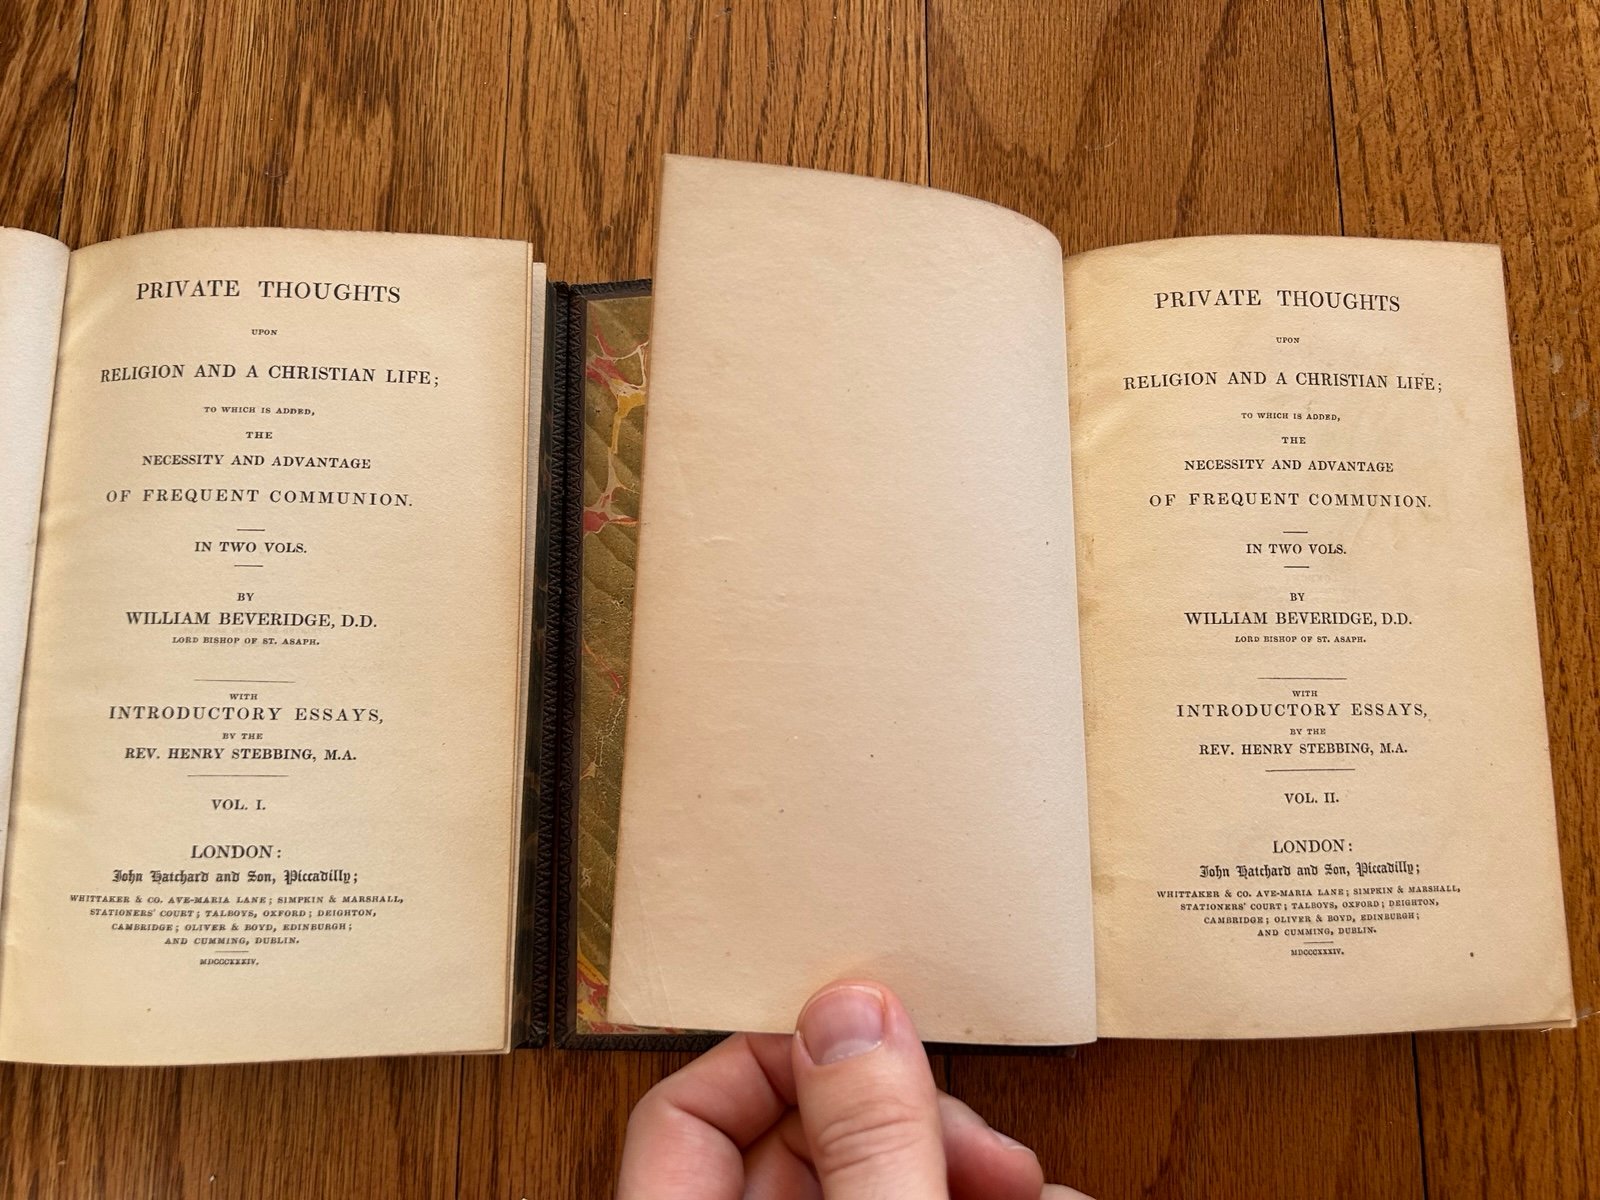 PRIVATE THOUGHTS
UPON
RELIGION AND A CHRISTIAN LIFE;
TO WHICH IS ADDED,
THE
NECESSITY AND ADVANTAGE
OF FREQUENT COMMUNION.
IN TWO VOLS.
BY
WILLIAM BEVERIDGE, D.D.
LORD BISHOP OF ST. ASAPH.
WITH
INTRODUCTORY ESSAYS,
BY THE
REV. HENRY STEBBING, M.A.
VOL. I.
LONDON:
John Hatchard and Son, Piccadilly;
WHITTAKER & CO. AVE-MARIA LANE; SIMPKIN & MARSHALL,
STATIONERS' COURT; TALBOYS, OXFORD; DEIGHTON,
CAMBRIDGE; OLIVER & BOYD, EDINBURGH;
AND CUMMING, DUBLIN.
MDCCCXXXIV.
PRIVATE THOUGHTS
UPON
RELIGION AND A CHRISTIAN LIFE;
TO WHICH IS ADDED,
THE
NECESSITY AND ADVANTAGE
OF FREQUENT COMMUNION.
IN TWO VOLS.
BY
WILLIAM BEVERIDGE, D.D.
LORD BISHOP OF ST. ASAPH.
WITH
INTRODUCTORY ESSAYS,
BY THE
REV. HENRY STEBBING, M.A.
VOL. II.
LONDON:
John Hatchard and Son, Piccadilly;
WHITTAKER & CO. AVE-MARIA LANE; SIMPKIN & MARSHALL,
STATIONERS' COURT; TALBOYS, OXFORD; DEIGHTON,
CAMBRIDGE; OLIVER & BOYD, EDINBURGH;
AND CUMMING, DUBLIN.
MDCCCXXXIV.